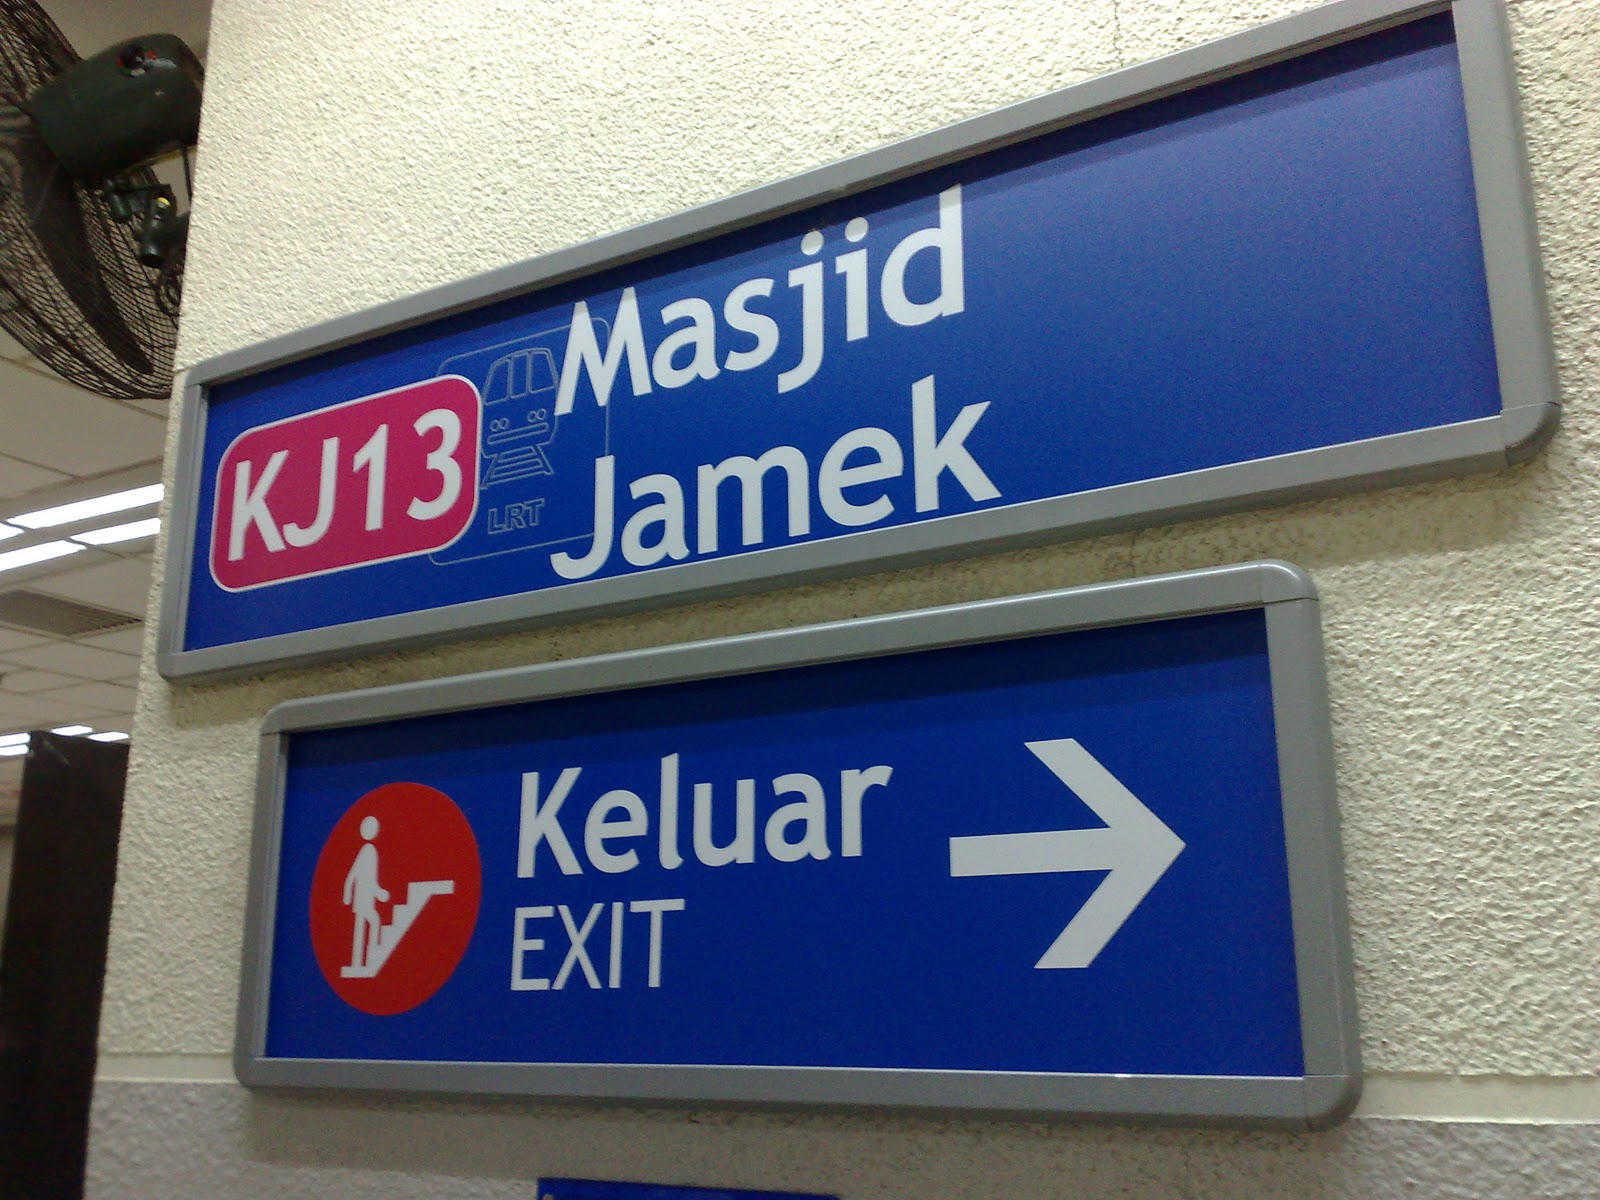 KJ13
LRT
Masjid
Jamek
Keluar
EXIT